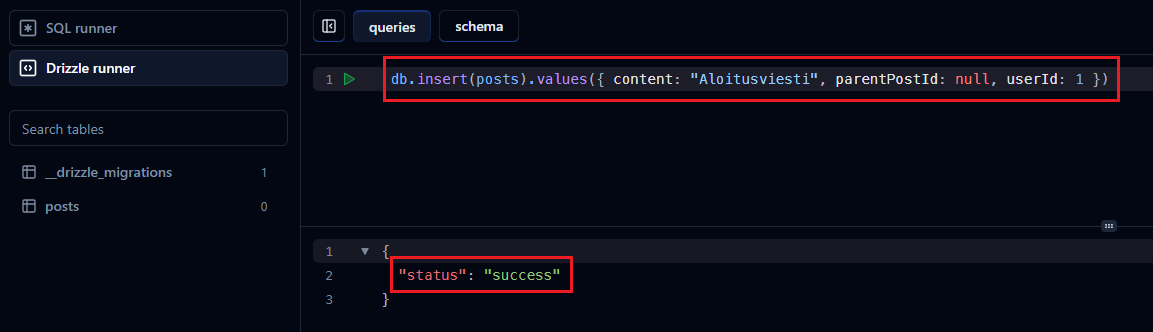 SQL runner
Drizzle runner
Search tables
__drizzle_migrations 1
posts 0
queries schema
1 db.insert(posts).values({ content: "Aloitusviesti", parentPostId: null, userId: 1 })
1 {
2 "status": "success"
3 }